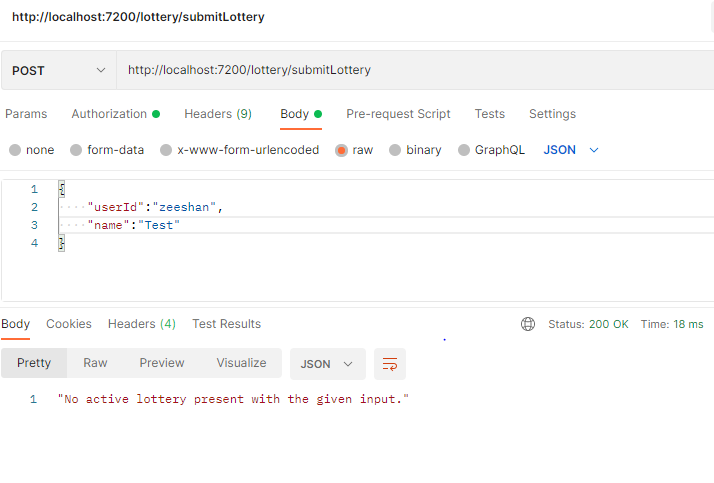 http://localhost:7200/lottery/submitLottery
POST http://localhost:7200/lottery/submitLottery
Params Authorization Headers (9) Body Pre-request Script Tests Settings
none form-data x-www-form-urlencoded raw binary GraphQL JSON
1 {
2 ····"userId":"zeeshan",
3 ····"name":"Test"
4 }
Body Cookies Headers (4) Test Results Status: 200 OK Time: 18 ms
Pretty Raw Preview Visualize JSON
1 "No active lottery present with the given input."